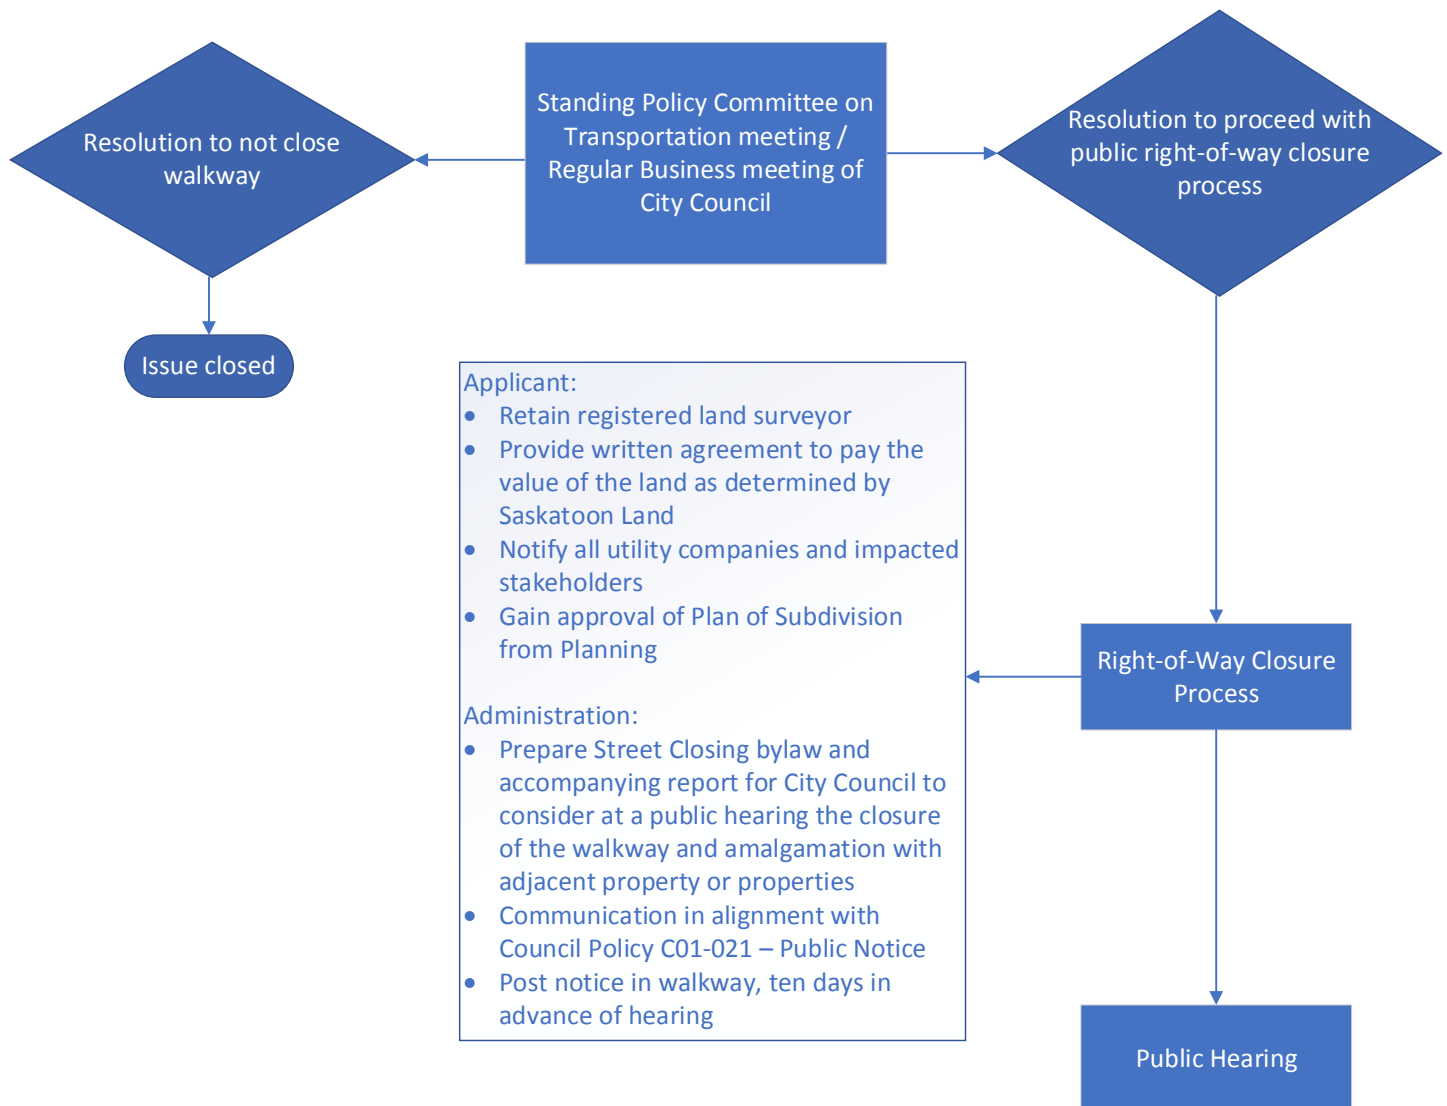 Resolution to not close
walkway
Standing Policy Committee on
Transportation meeting /
Regular Business meeting of
City Council
Resolution to proceed with
public right-of-way closure
process
Issue closed
Applicant:
• Retain registered land surveyor
• Provide written agreement to pay the
value of the land as determined by
Saskatoon Land
• Notify all utility companies and impacted
stakeholders
• Gain approval of Plan of Subdivision
from Planning
Administration:
• Prepare Street Closing bylaw and
accompanying report for City Council to
consider at a public hearing the closure
of the walkway and amalgamation with
adjacent property or properties
• Communication in alignment with
Council Policy C01-021 – Public Notice
• Post notice in walkway, ten days in
advance of hearing
Right-of-Way Closure
Process
Public Hearing